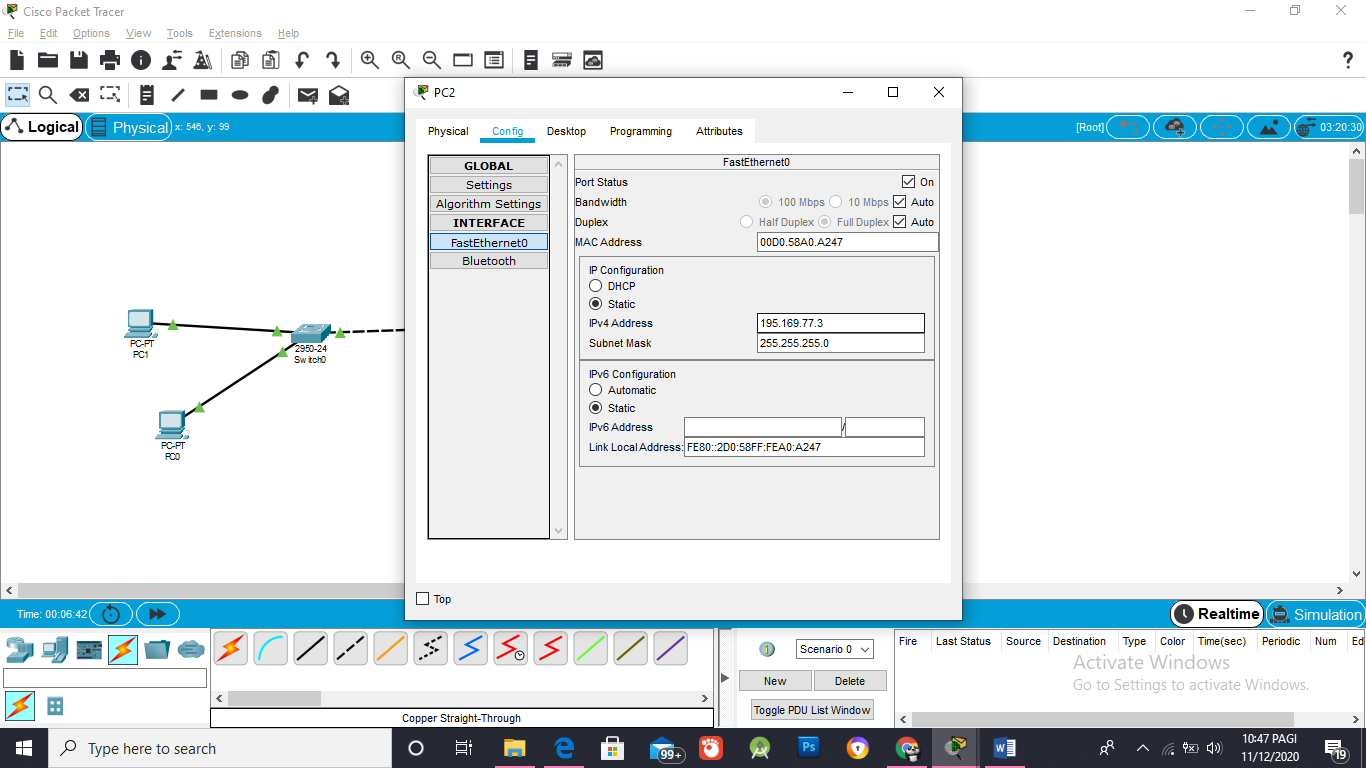 Cisco Packet Tracer
File Edit Options View Tools Extensions Help
?
Logical Physical x: 546, y: 99 [Root] 03:20:30
PC-PT
PC1
2950-24
Switch0
PC-PT
PC0
PC2
Physical Config Desktop Programming Attributes
GLOBAL
Settings
Algorithm Settings
INTERFACE
FastEthernet0
Bluetooth
FastEthernet0
Port Status On
Bandwidth 100 Mbps 10 Mbps Auto
Duplex Half Duplex Full Duplex Auto
MAC Address 00D0.58A0.A247
IP Configuration
DHCP
Static
IPv4 Address 195.169.77.3
Subnet Mask 255.255.255.0
IPv6 Configuration
Automatic
Static
IPv6 Address /
Link Local Address: FE80::2D0:58FF:FEA0:A247
Top
Time: 00:06:42 Realtime Simulation
Scenario 0
New Delete
Toggle PDU List Window
Fire Last Status Source Destination Type Color Time(sec) Periodic Num Ed
Activate Windows
Go to Settings to activate Windows.
Copper Straight-Through
Type here to search
99+
Ps
W
10:47 PAGI
11/12/2020
19